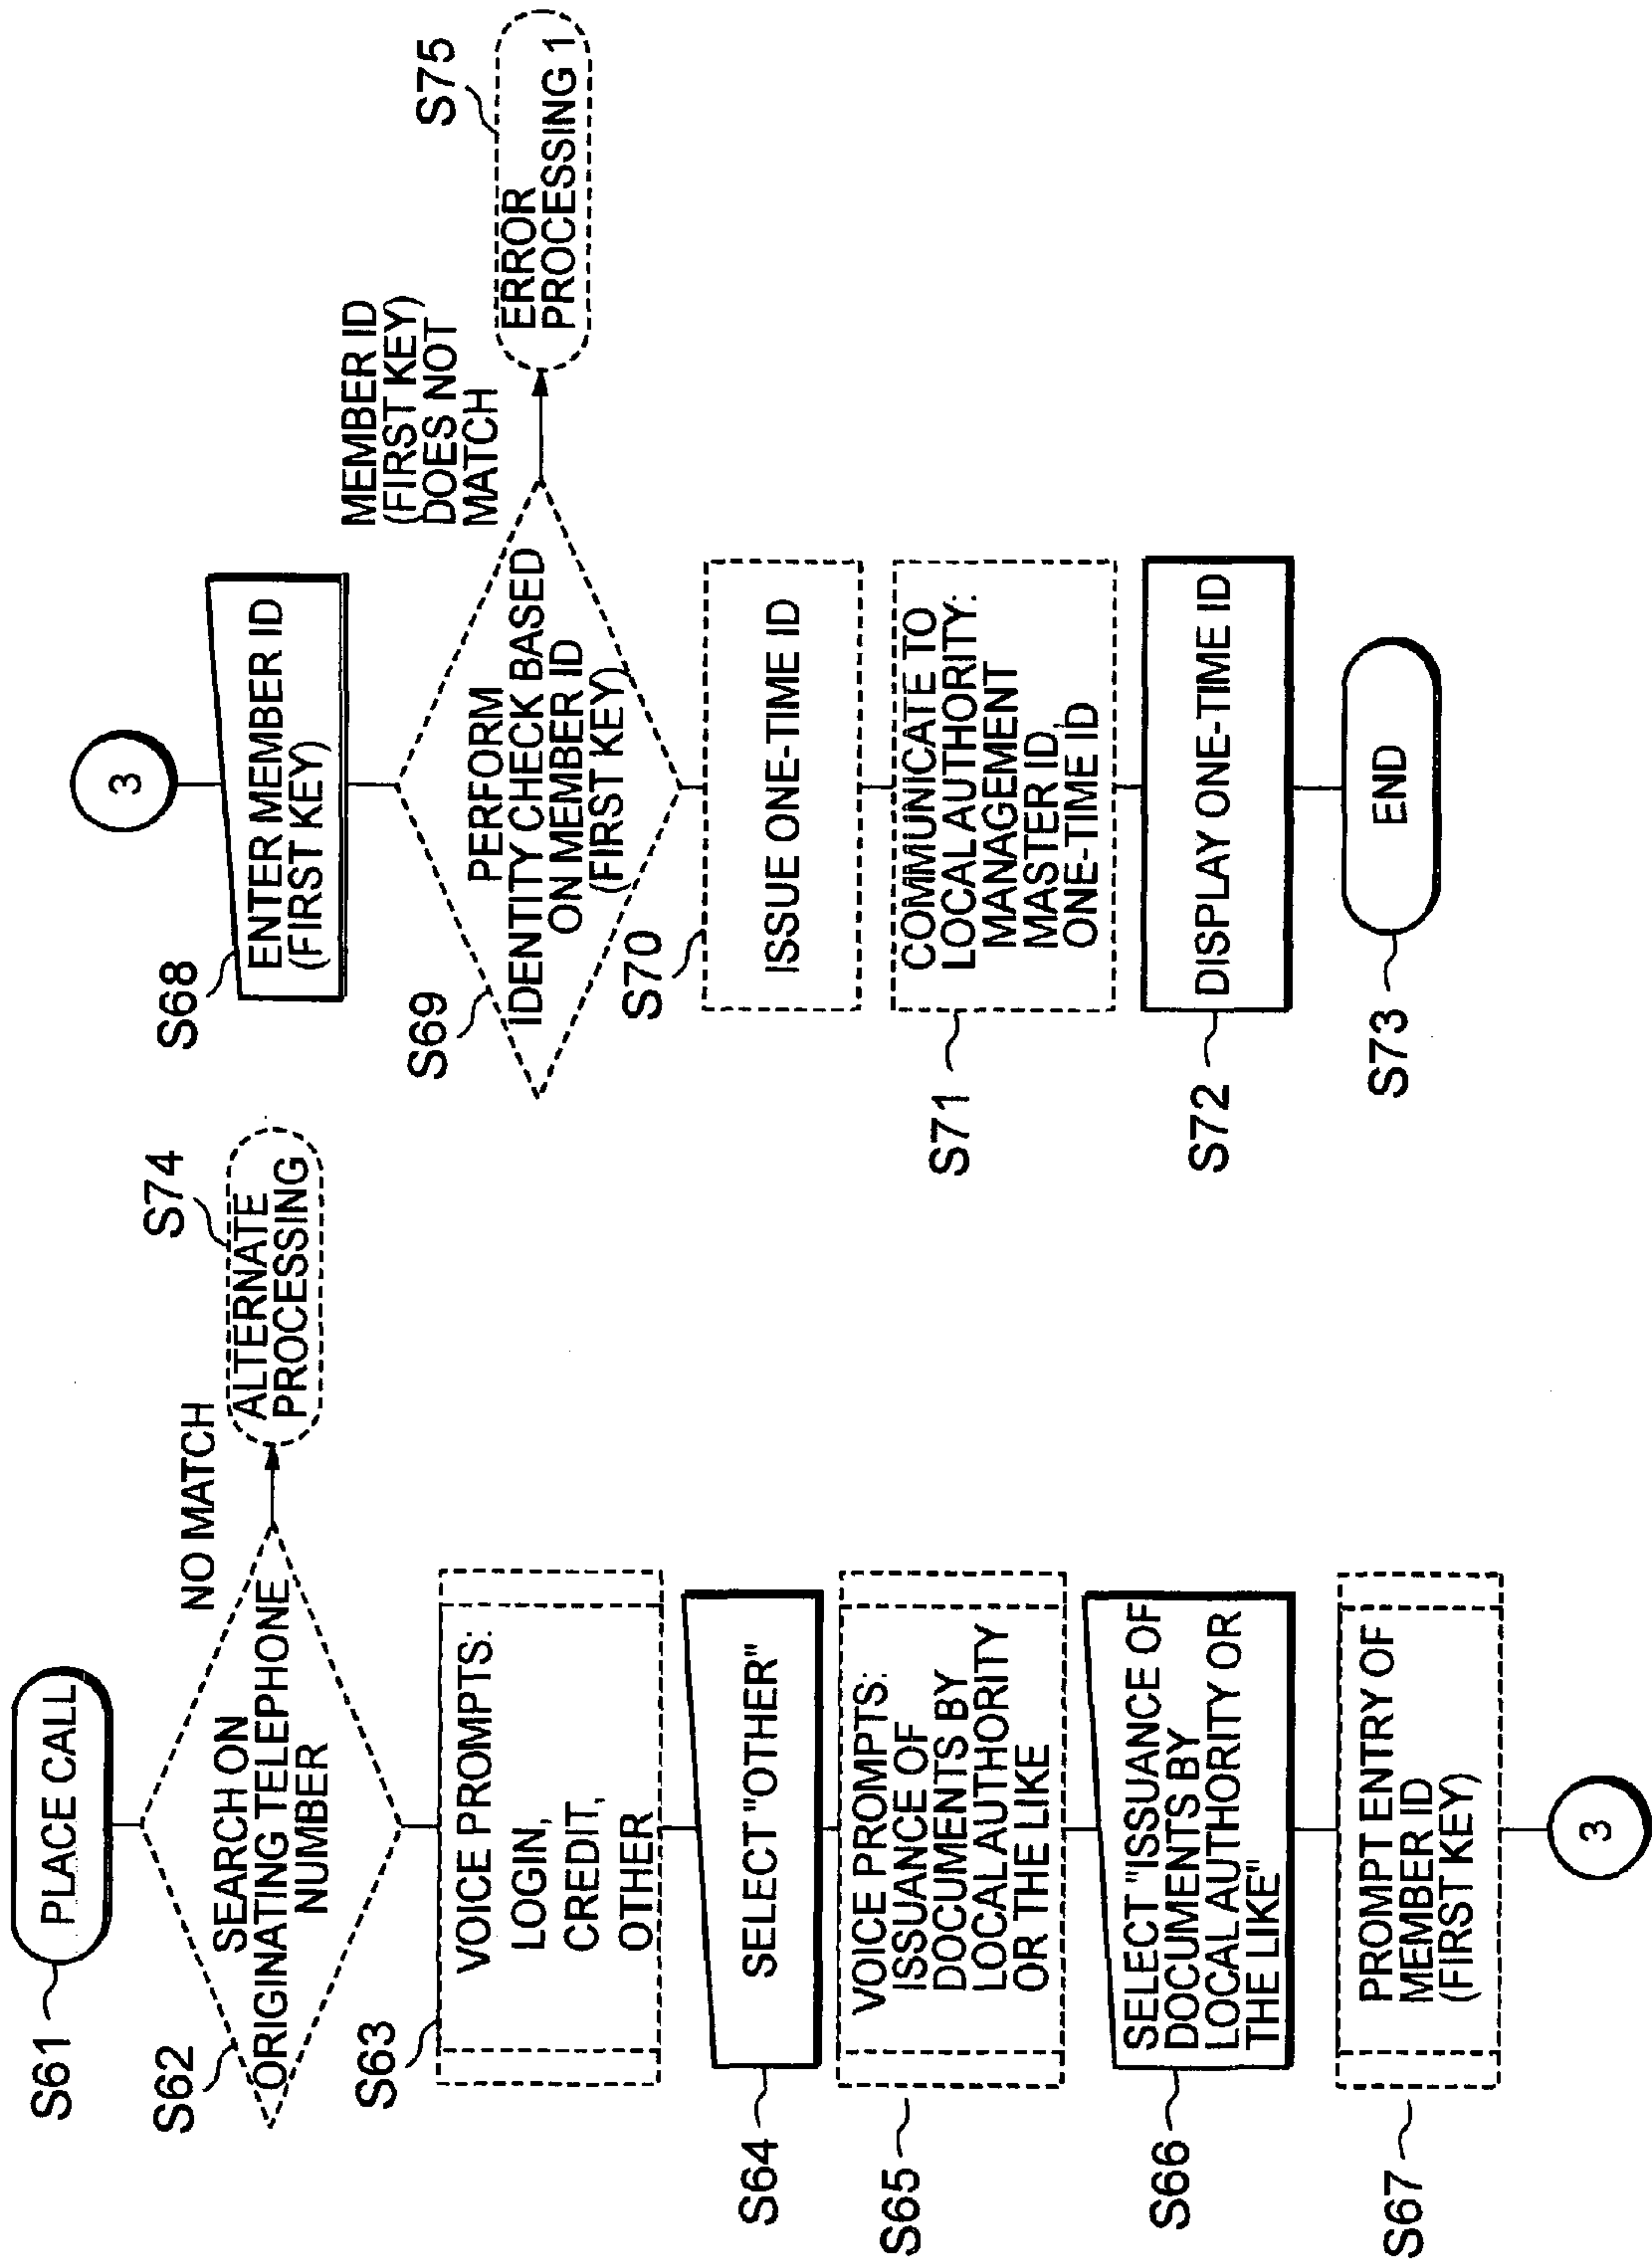 S61
PLACE CALL
S62
SEARCH ON
ORIGINATING TELEPHONE
NUMBER
NO MATCH
S74
ALTERNATE
PROCESSING
S63
VOICE PROMPTS:
LOGIN,
CREDIT,
OTHER
S64
SELECT "OTHER"
S65
VOICE PROMPTS:
ISSUANCE OF
DOCUMENTS BY
LOCAL AUTHORITY
OR THE LIKE
S66
SELECT "ISSUANCE OF
DOCUMENTS BY
LOCAL AUTHORITY OR
THE LIKE"
S67
PROMPT ENTRY OF
MEMBER ID
(FIRST KEY)
3
3
S68
ENTER MEMBER ID
(FIRST KEY)
S69
PERFORM
IDENTITY CHECK BASED
ON MEMBER ID
(FIRST KEY)
MEMBER ID
(FIRST KEY)
DOES NOT
MATCH
S75
ERROR
PROCESSING 1
S70
ISSUE ONE-TIME ID
S71
COMMUNICATE TO
LOCAL AUTHORITY:
MANAGEMENT
MASTER ID,
ONE-TIME ID
S72
DISPLAY ONE-TIME ID
S73
END